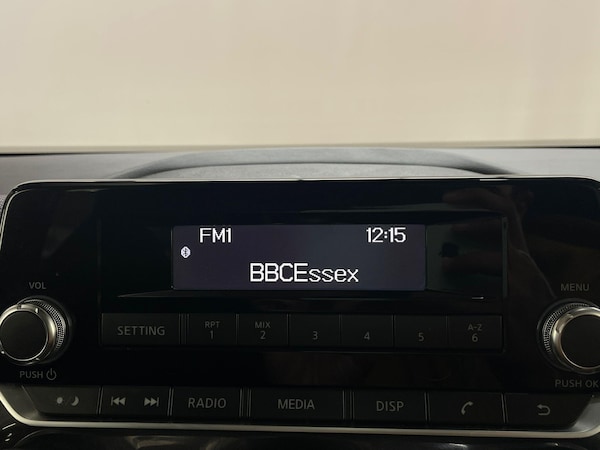 FM1 12:15
BBCEssex
VOL MENU
SETTING RPT 1 MIX 2 3 4 5 A-Z 6
PUSH PUSH OK
RADIO MEDIA DISP